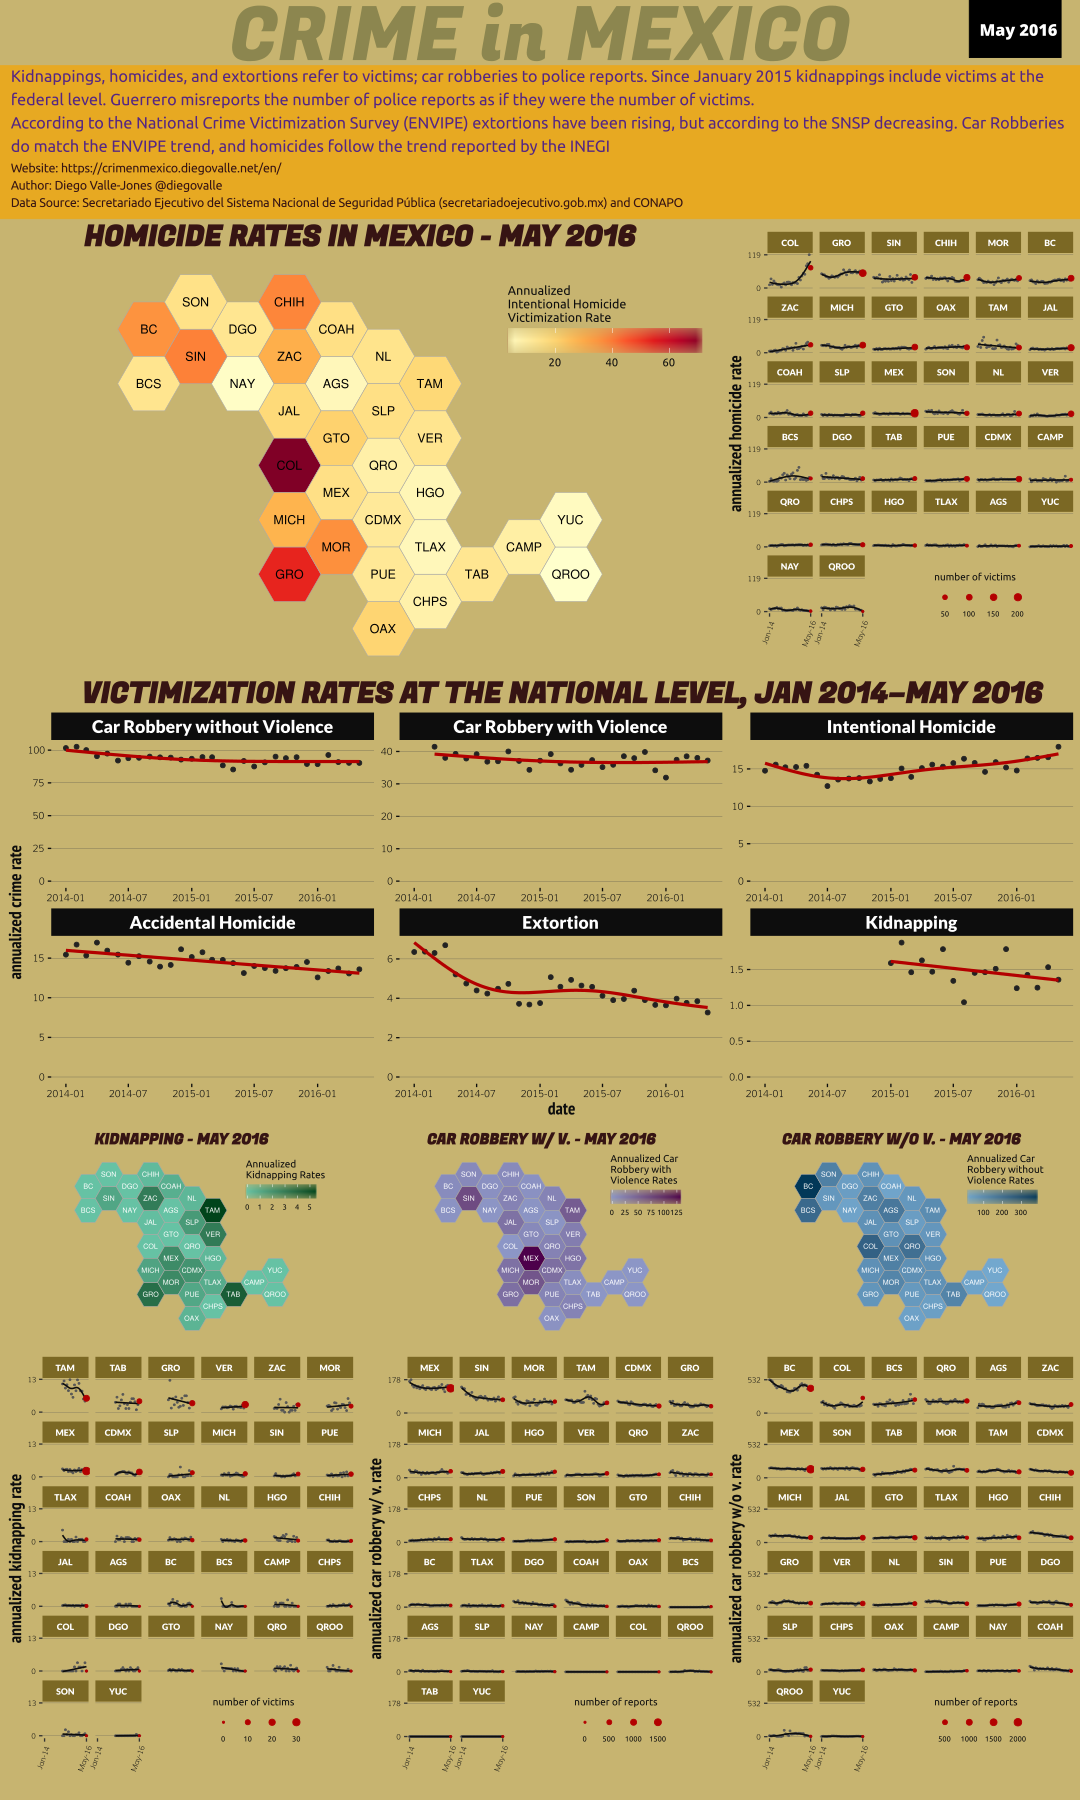 CRIME in MEXICO
May 2016
Kidnappings, homicides, and extortions refer to victims; car robberies to police reports. Since January 2015 kidnappings include victims at the
federal level. Guerrero misreports the number of police reports as if they were the number of victims.
According to the National Crime Victimization Survey (ENVIPE) extortions have been rising, but according to the SNSP decreasing. Car Robberies
do match the ENVIPE trend, and homicides follow the trend reported by the INEGI
Website: https://crimenmexico.diegovalle.net/en/
Author: Diego Valle-Jones @diegovalle
Data Source: Secretariado Ejecutivo del Sistema Nacional de Seguridad Pública (secretariadoejecutivo.gob.mx) and CONAPO
HOMICIDE RATES IN MEXICO - MAY 2016
Annualized
Intentional Homicide
Victimization Rate
20 40 60
SON CHIH
BC DGO COAH
SIN ZAC NL
BCS NAY AGS TAM
JAL SLP
GTO VER
COL QRO
MEX HGO
MICH CDMX YUC
MOR TLAX CAMP
GRO PUE TAB QROO
CHPS
OAX
annualized homicide rate
COL GRO SIN CHIH MOR BC
119
0
ZAC MICH GTO OAX TAM JAL
119
0
COAH SLP MEX SON NL VER
119
0
BCS DGO TAB PUE CDMX CAMP
119
0
QRO CHPS HGO TLAX AGS YUC
119
0
NAY QROO
119
0
Jan-14 May-16 Jan-14 May-16
number of victims
50 100 150 200
VICTIMIZATION RATES AT THE NATIONAL LEVEL, JAN 2014–MAY 2016
annualized crime rate
Car Robbery without Violence
100
75
50
25
0
2014-01 2014-07 2015-01 2015-07 2016-01
Car Robbery with Violence
40
30
20
10
0
2014-01 2014-07 2015-01 2015-07 2016-01
Intentional Homicide
15
10
5
0
2014-01 2014-07 2015-01 2015-07 2016-01
Accidental Homicide
15
10
5
0
2014-01 2014-07 2015-01 2015-07 2016-01
Extortion
6
4
2
0
2014-01 2014-07 2015-01 2015-07 2016-01
Kidnapping
1.5
1.0
0.5
0.0
2014-01 2014-07 2015-01 2015-07 2016-01
date
KIDNAPPING - MAY 2016
Annualized
Kidnapping Rates
0 1 2 3 4 5
SON CHIH
BC DGO COAH
SIN ZAC NL
BCS NAY AGS TAM
JAL SLP
GTO VER
COL QRO
MEX HGO
MICH CDMX YUC
MOR TLAX CAMP
GRO PUE TAB QROO
CHPS
OAX
CAR ROBBERY W/ V. - MAY 2016
Annualized Car
Robbery with
Violence Rates
0 25 50 75 100125
SON CHIH
BC DGO COAH
SIN ZAC NL
BCS NAY AGS TAM
JAL SLP
GTO VER
COL QRO
MEX HGO
MICH CDMX YUC
MOR TLAX CAMP
GRO PUE TAB QROO
CHPS
OAX
CAR ROBBERY W/O V. - MAY 2016
Annualized Car
Robbery without
Violence Rates
100 200 300
SON CHIH
BC DGO COAH
SIN ZAC NL
BCS NAY AGS TAM
JAL SLP
GTO VER
COL QRO
MEX HGO
MICH CDMX YUC
MOR TLAX CAMP
GRO PUE TAB QROO
CHPS
OAX
annualized kidnapping rate
TAM TAB GRO VER ZAC MOR
13
0
MEX CDMX SLP MICH SIN PUE
13
0
TLAX COAH OAX NL HGO CHIH
13
0
JAL AGS BC BCS CAMP CHPS
13
0
COL DGO GTO NAY QRO QROO
13
0
SON YUC
13
0
Jan-14 May-16 Jan-14 May-16
number of victims
0 10 20 30
annualized car robbery w/ v. rate
MEX SIN MOR TAM CDMX GRO
178
0
MICH JAL HGO VER QRO ZAC
178
0
CHPS NL PUE SON GTO CHIH
178
0
BC TLAX DGO COAH OAX BCS
178
0
AGS SLP NAY CAMP COL QROO
178
0
TAB YUC
178
0
Jan-14 May-16 Jan-14 May-16
number of reports
0 500 1000 1500
annualized car robbery w/o v. rate
BC COL BCS QRO AGS ZAC
532
0
MEX SON TAB MOR TAM CDMX
532
0
MICH JAL GTO TLAX HGO CHIH
532
0
GRO VER NL SIN PUE DGO
532
0
SLP CHPS OAX CAMP NAY COAH
532
0
QROO YUC
532
0
Jan-14 May-16 Jan-14 May-16
number of reports
500 1000 1500 2000